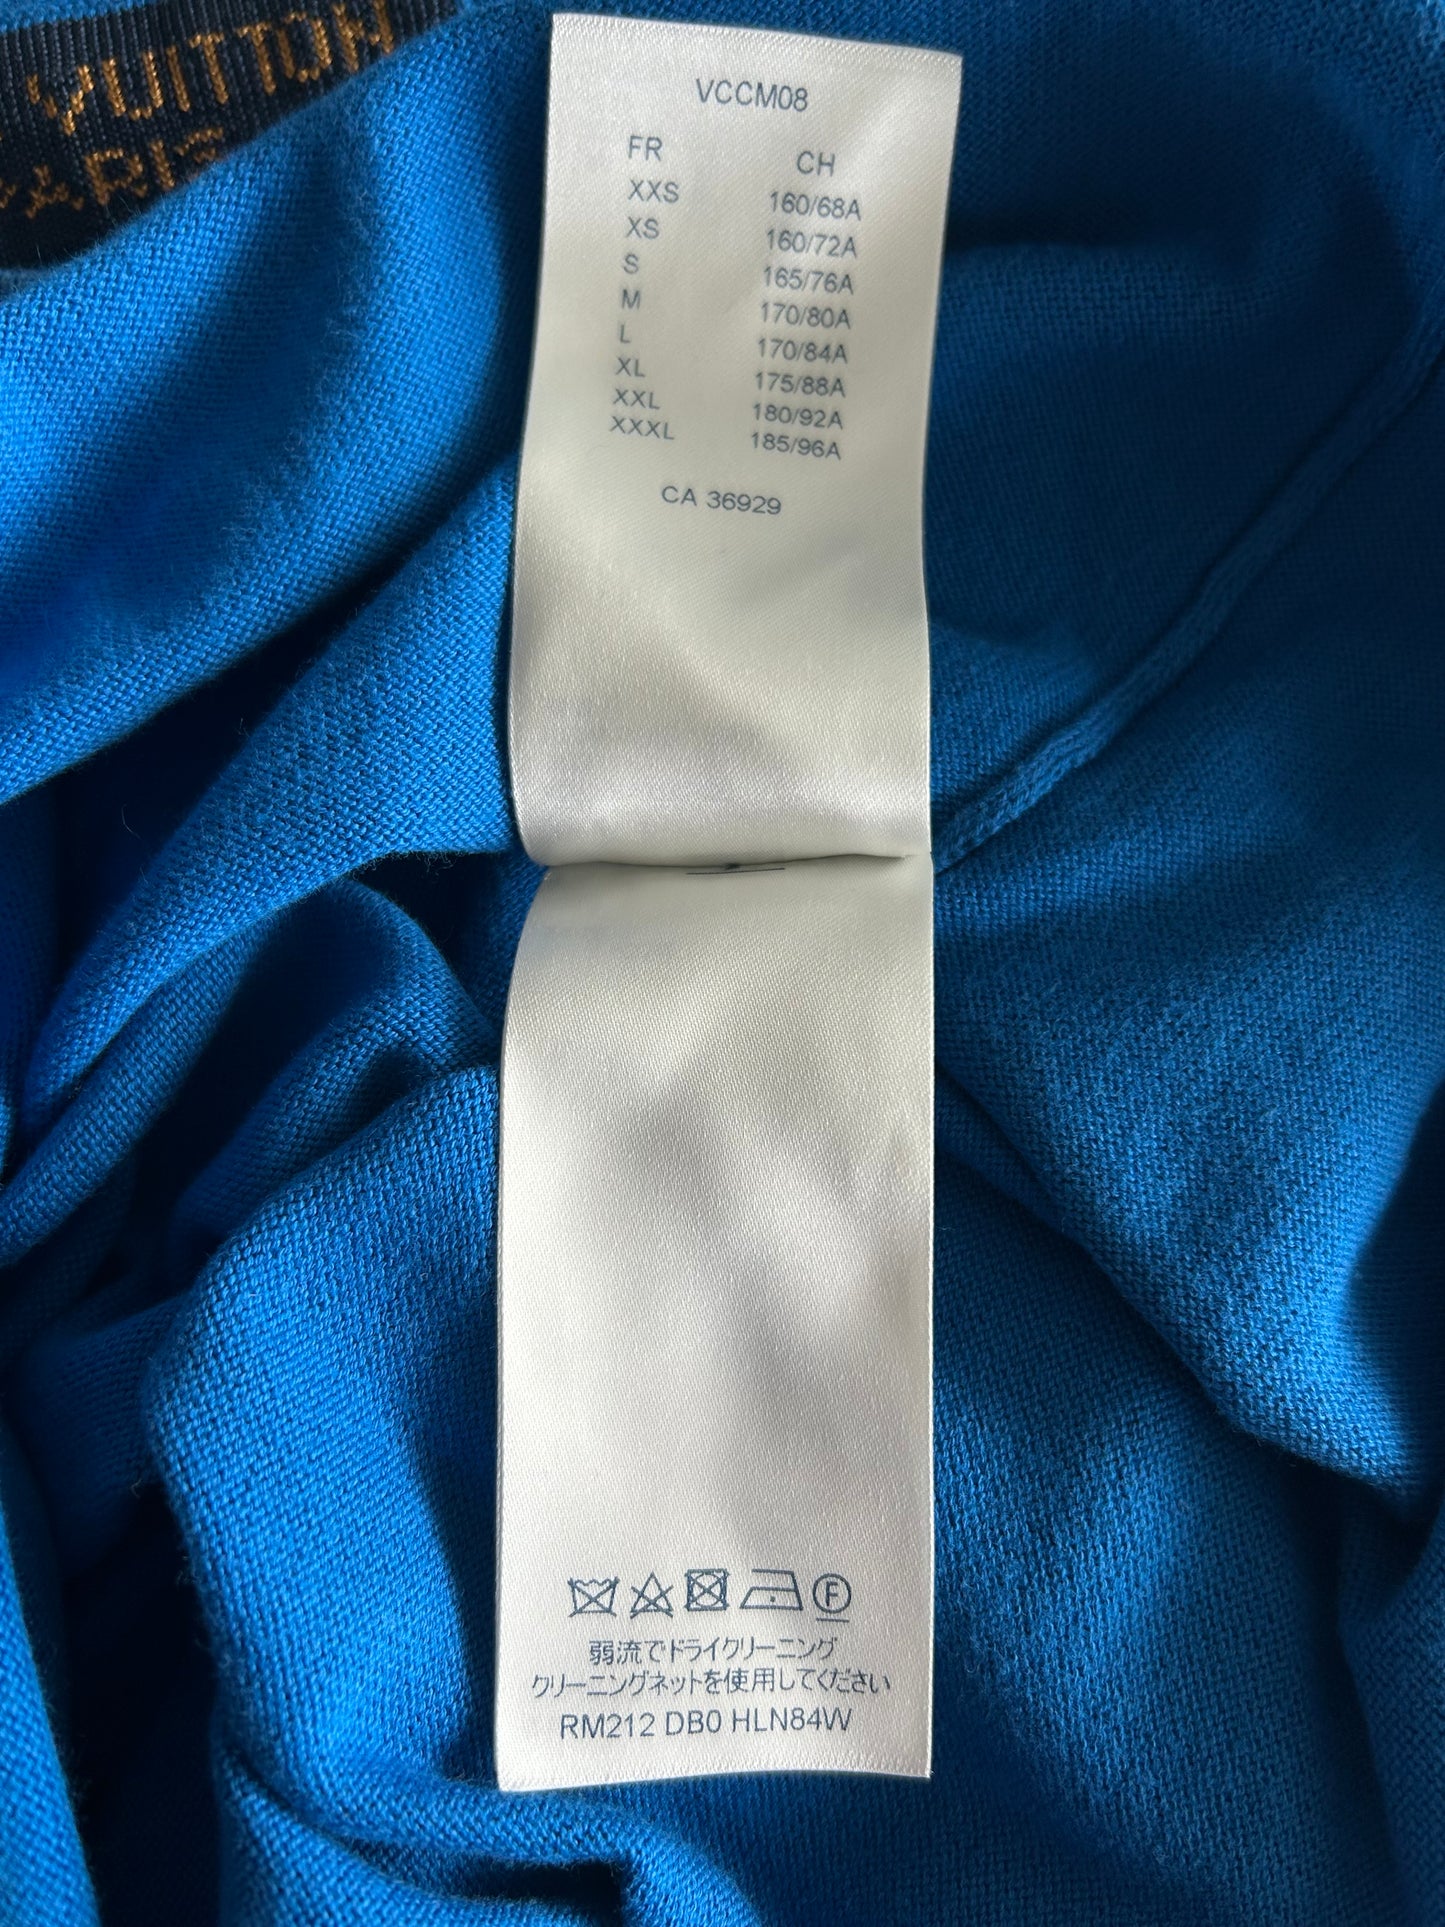 VUITTON
PARIS
VCCM08
FR CH
XXS 160/68A
XS 160/72A
S 165/76A
M 170/80A
L 170/84A
XL 175/88A
XXL 180/92A
XXXL 185/96A
CA 36929
F
弱流でドライクリーニング
クリーニングネットを使用してください
RM212 DB0 HLN84W